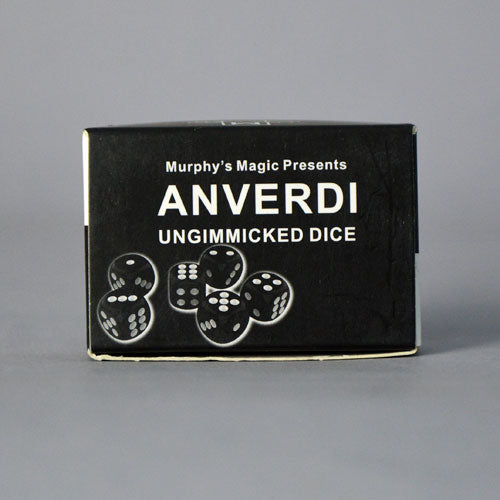 Murphy's Magic Presents
ANVERDI
UNGIMMICKED DICE